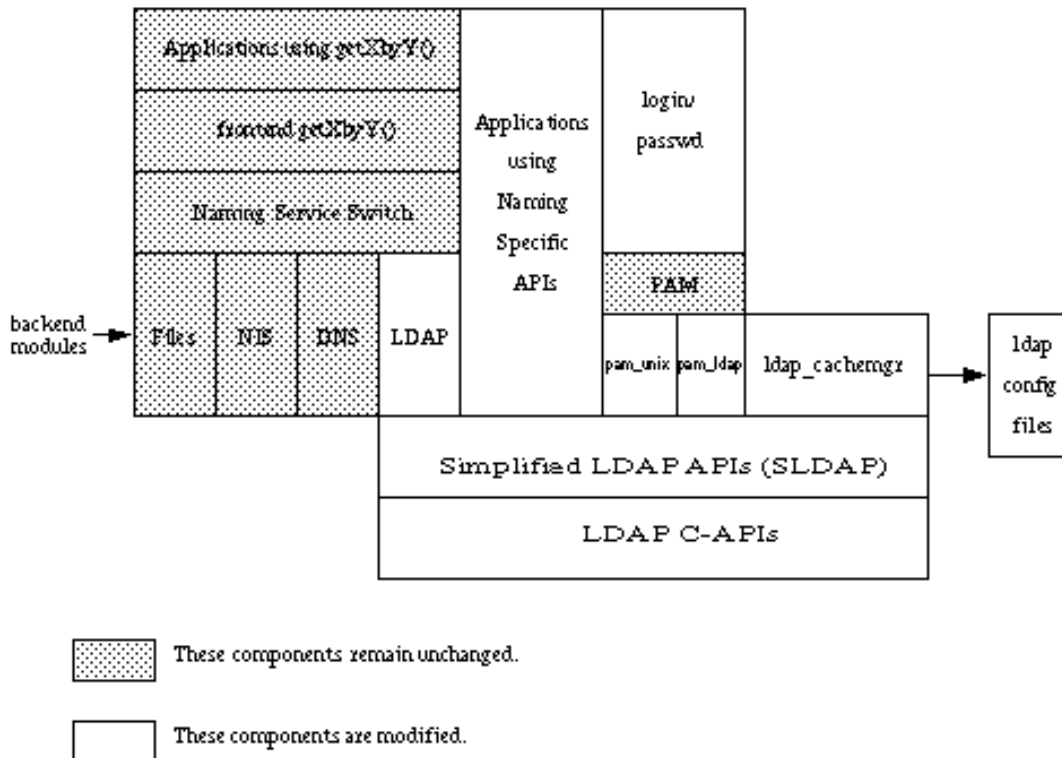 Applications using getXbyY()
frontend getXbyY()
Naming Service Switch
Applications
using
Naming
Specific
APIs
login/
passwd
PAM
backend
modules
Files
NIS
DNS
LDAP
pam_unix
pam_ldap
ldap_cachemgr
ldap
config
files
Simplified LDAP APIs (SLDAP)
LDAP C-APIs
These components remain unchanged.
These components are modified.